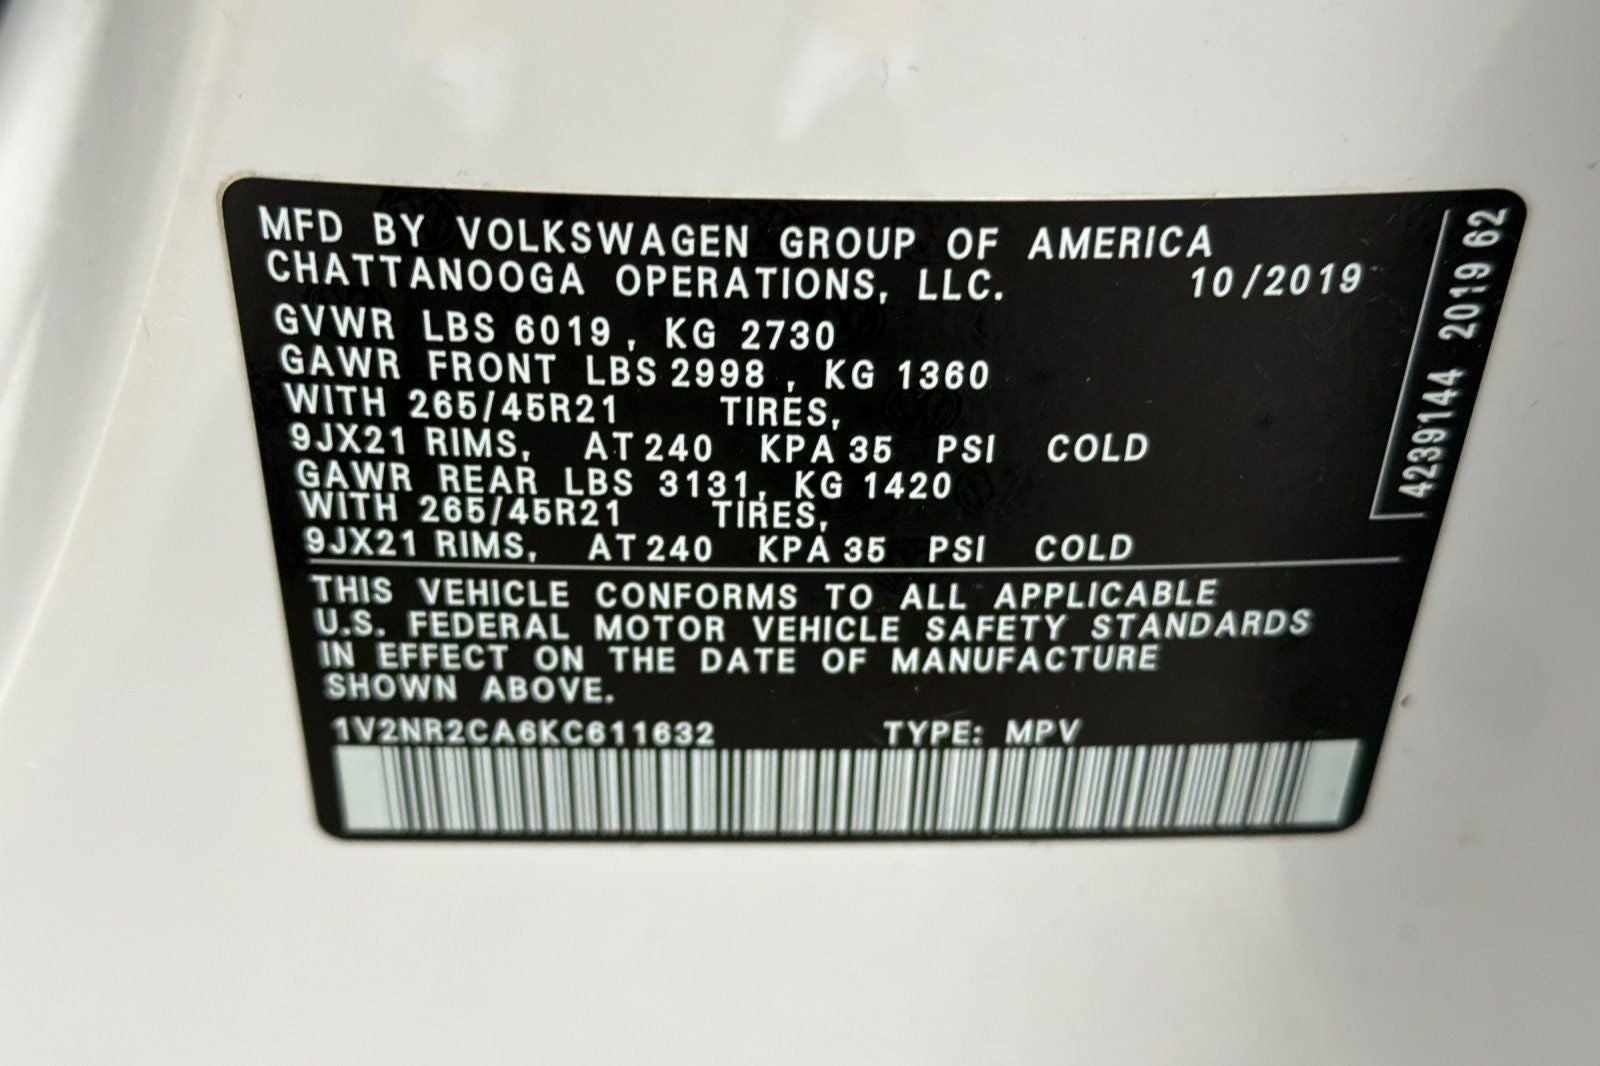 MFD BY VOLKSWAGEN GROUP OF AMERICA
CHATTANOOGA OPERATIONS, LLC. 10/2019
GVWR LBS 6019, KG 2730
GAWR FRONT LBS 2998, KG 1360
WITH 265/45R21 TIRES,
9JX21 RIMS, AT 240 KPA 35 PSI COLD
GAWR REAR LBS 3131, KG 1420
WITH 265/45R21 TIRES,
9JX21 RIMS, AT 240 KPA 35 PSI COLD
THIS VEHICLE CONFORMS TO ALL APPLICABLE
U.S. FEDERAL MOTOR VEHICLE SAFETY STANDARDS
IN EFFECT ON THE DATE OF MANUFACTURE
SHOWN ABOVE.
1V2NR2CA6KC611632 TYPE: MPV
4239144 2019 62